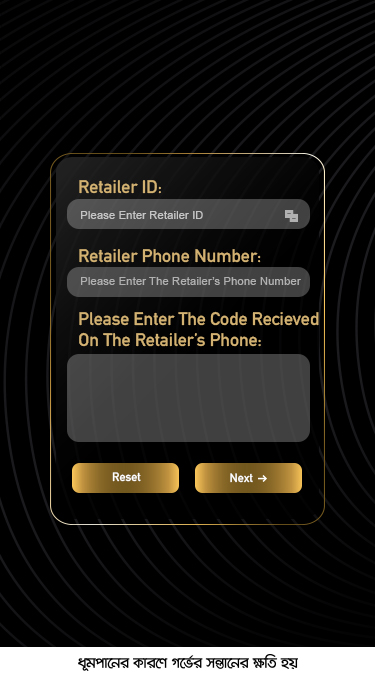 Retailer ID:
Please Enter Retailer ID
Retailer Phone Number:
Please Enter The Retailer's Phone Number
Please Enter The Code Recieved
On The Retailer's Phone:
Reset
Next →
ধূমপানের কারণে গর্ভের সন্তানের ক্ষতি হয়